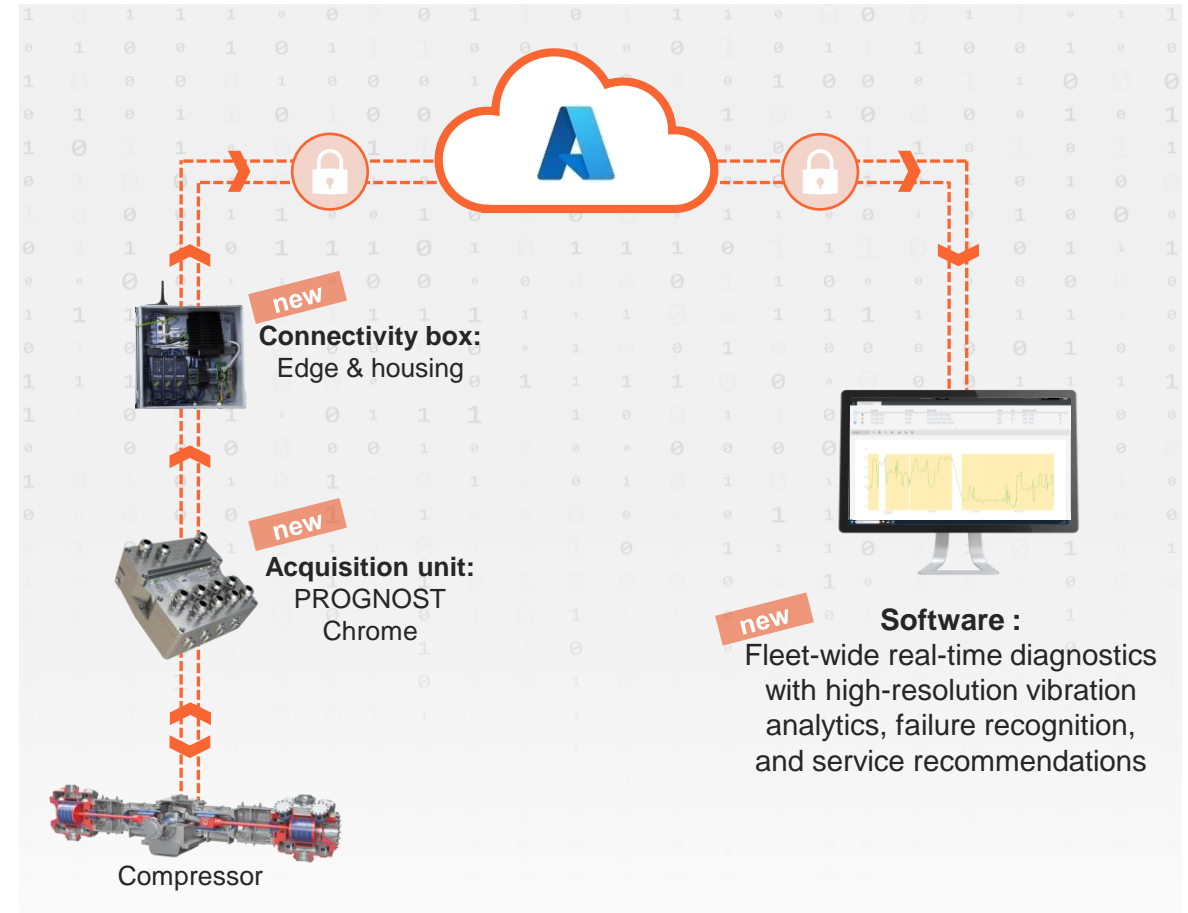 new
Connectivity box:
Edge & housing
new
Acquisition unit:
PROGNOST
Chrome
Compressor
new
Software :
Fleet-wide real-time diagnostics
with high-resolution vibration
analytics, failure recognition,
and service recommendations